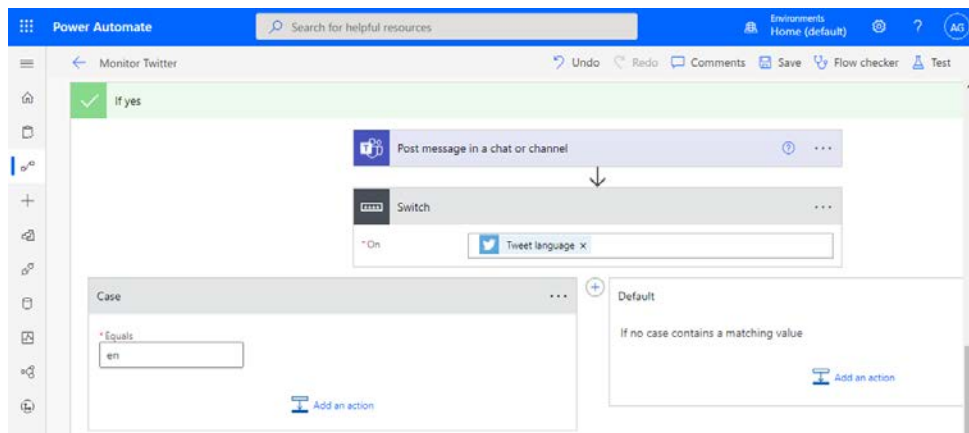 Power Automate
Search for helpful resources
Environments
Home (default)
?
AG
Monitor Twitter
Undo
Redo
Comments
Save
Flow checker
Test
If yes
Post message in a chat or channel
Switch
*On
Tweet language ×
Case
Default
*Equals
en
If no case contains a matching value
Add an action
Add an action